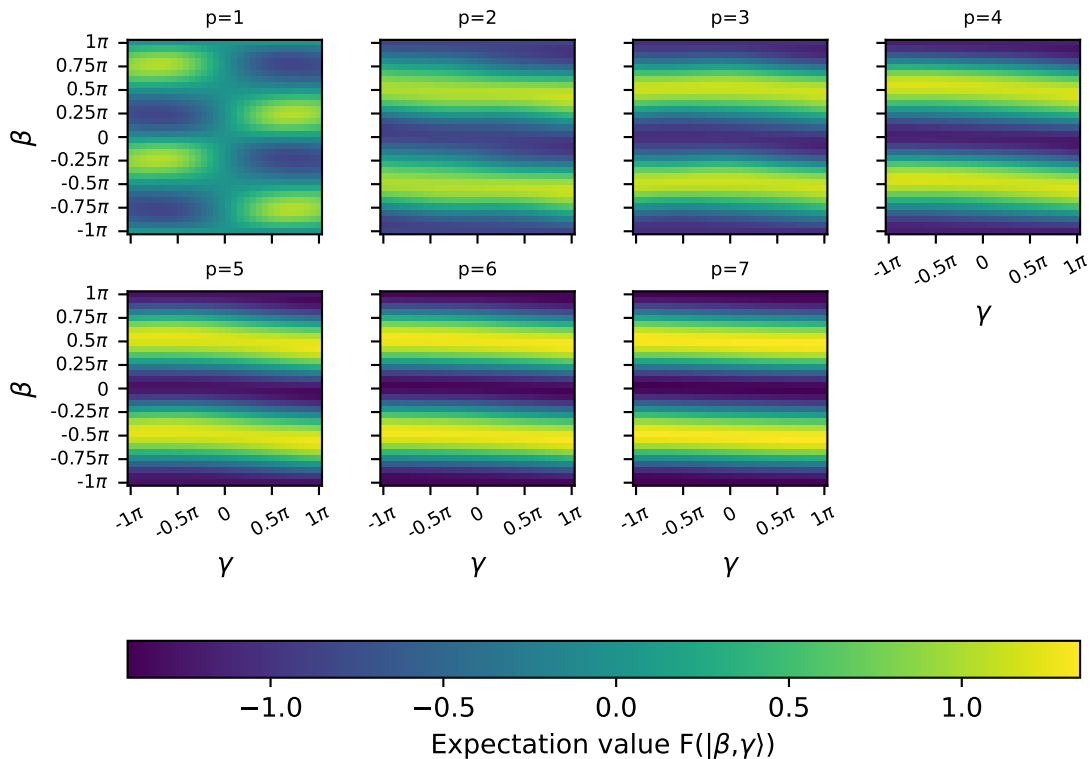 p=1 p=2 p=3 p=4
1π
0.75π
0.5π
0.25π
0
-0.25π
-0.5π
-0.75π
-1π
β
-1π -0.5π 0 0.5π 1π
γ
p=5 p=6 p=7
1π
0.75π
0.5π
0.25π
0
-0.25π
-0.5π
-0.75π
-1π
β
-1π -0.5π 0 0.5π 1π -1π -0.5π 0 0.5π 1π -1π -0.5π 0 0.5π 1π
γ γ γ
−1.0 −0.5 0.0 0.5 1.0
Expectation value F(|β,γ⟩)